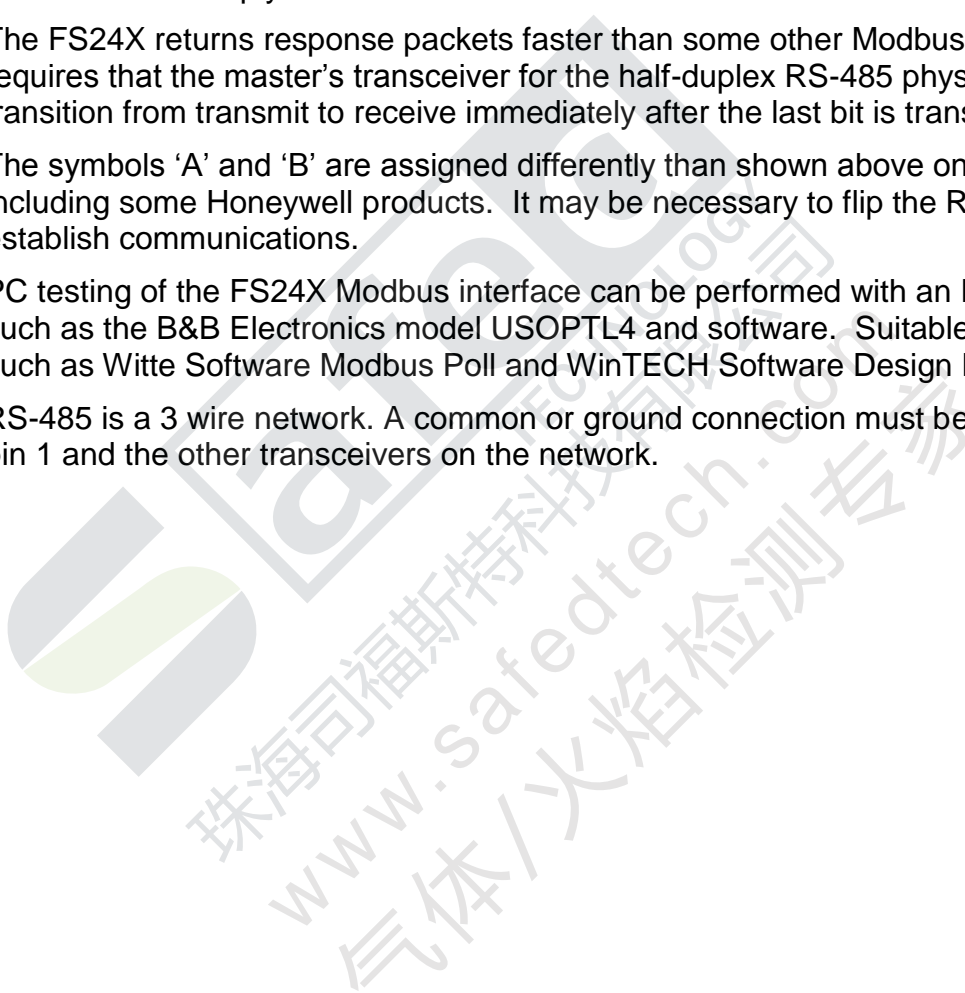 The FS24X returns response packets faster than some other Modbus
requires that the master's transceiver for the half-duplex RS-485 phys
transition from transmit to receive immediately after the last bit is trans
The symbols ‘A’ and ‘B’ are assigned differently than shown above on
including some Honeywell products.  It may be necessary to flip the R
establish communications.
PC testing of the FS24X Modbus interface can be performed with an
such as the B&B Electronics model USOPTL4 and software.  Suitable
such as Witte Software Modbus Poll and WinTECH Software Design
RS-485 is a 3 wire network. A common or ground connection must be
pin 1 and the other transceivers on the network.
Safed
TECHNOLOGY
珠海司福斯特科技有限公司
www.safedtech.com
气体/火焰检测专家